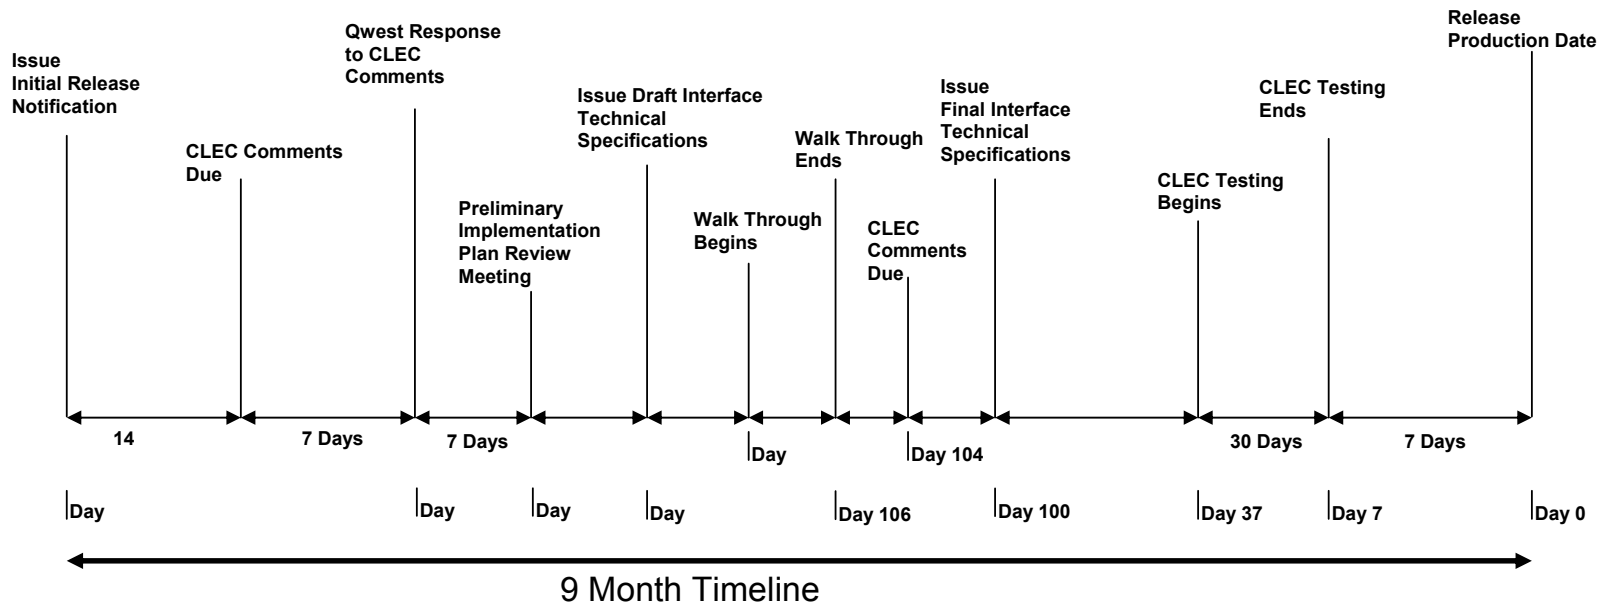 Issue
Initial Release
Notification
CLEC Comments
Due
Qwest Response
to CLEC
Comments
Preliminary
Implementation
Plan Review
Meeting
Issue Draft Interface
Technical
Specifications
Walk Through
Begins
Walk Through
Ends
CLEC
Comments
Due
Issue
Final Interface
Technical
Specifications
CLEC Testing
Begins
CLEC Testing
Ends
Release
Production Date
14
7 Days
7 Days
30 Days
7 Days
Day
Day 104
Day
Day
Day
Day
Day 106
Day 100
Day 37
Day 7
Day 0
9 Month Timeline